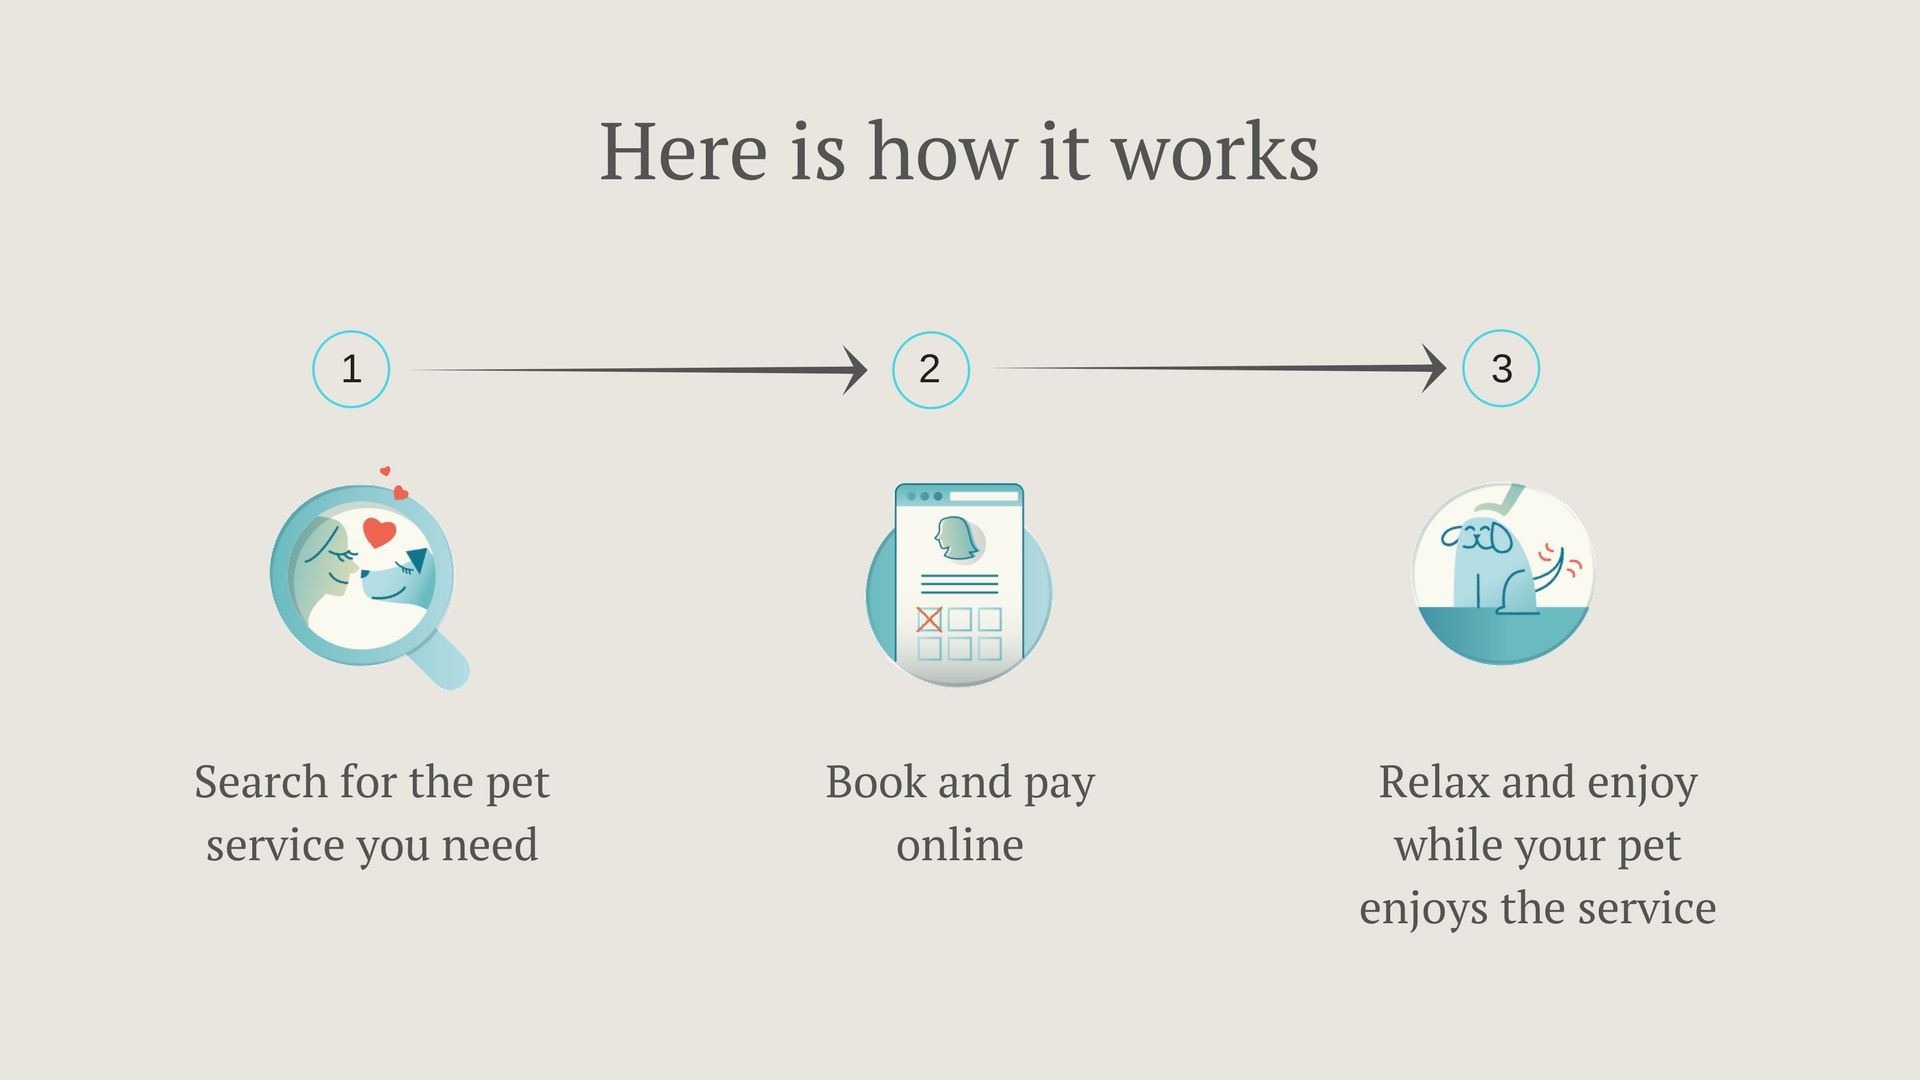 Here is how it works
1
2
3
Search for the pet
service you need
Book and pay
online
Relax and enjoy
while your pet
enjoys the service